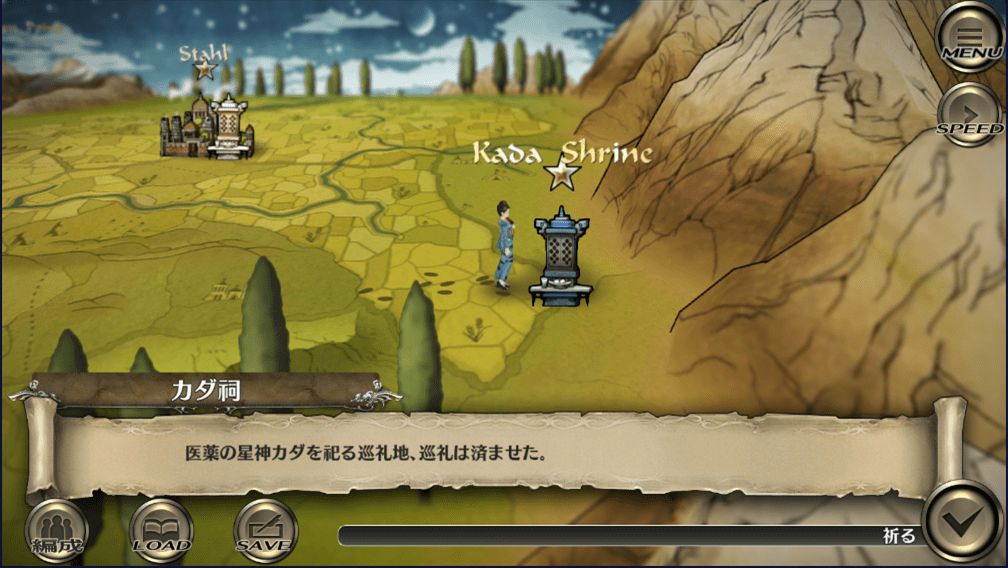 Stahl
MENU
SPEED
Kada Shrine
カダ祠
医薬の星神カダを祀る巡礼地、巡礼は済ませた。
編成
LOAD
SAVE
祈る